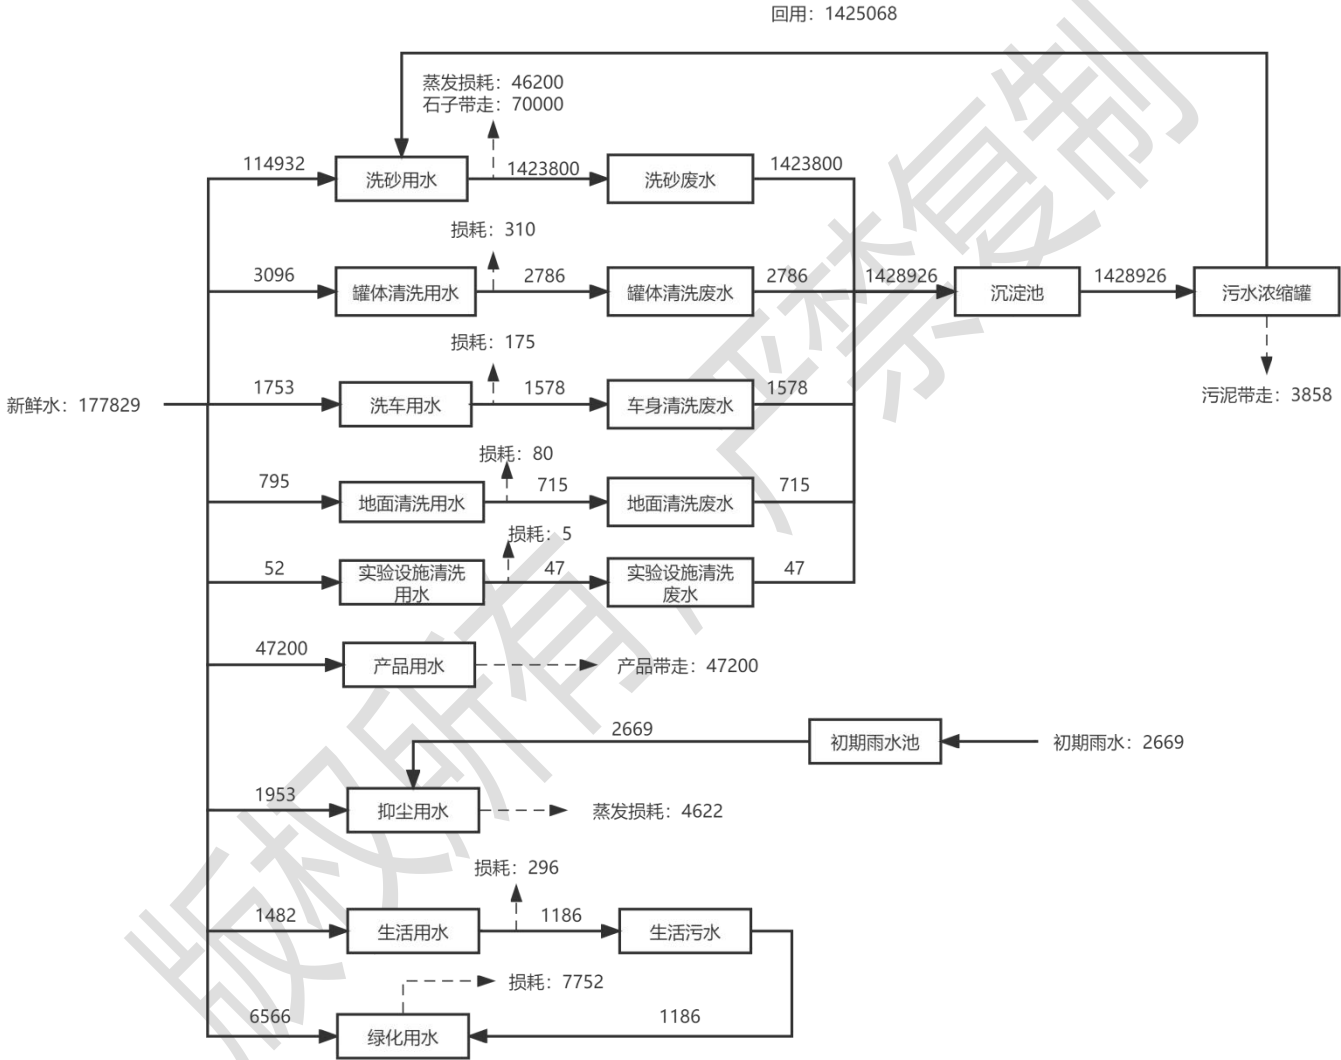 回用：1425068
蒸发损耗：46200
石子带走：70000
114932
洗砂用水
1423800
洗砂废水
1423800
损耗：310
3096
罐体清洗用水
2786
罐体清洗废水
2786
1428926
沉淀池
1428926
污水浓缩罐
损耗：175
1753
洗车用水
1578
车身清洗废水
1578
污泥带走：3858
新鲜水：177829
损耗：80
795
地面清洗用水
715
地面清洗废水
715
损耗：5
52
实验设施清洗
用水
47
实验设施清洗
废水
47
47200
产品用水
产品带走：47200
2669
初期雨水池
初期雨水：2669
1953
抑尘用水
蒸发损耗：4622
损耗：296
1482
生活用水
1186
生活污水
损耗：7752
6566
绿化用水
1186
版权所有，严禁复制